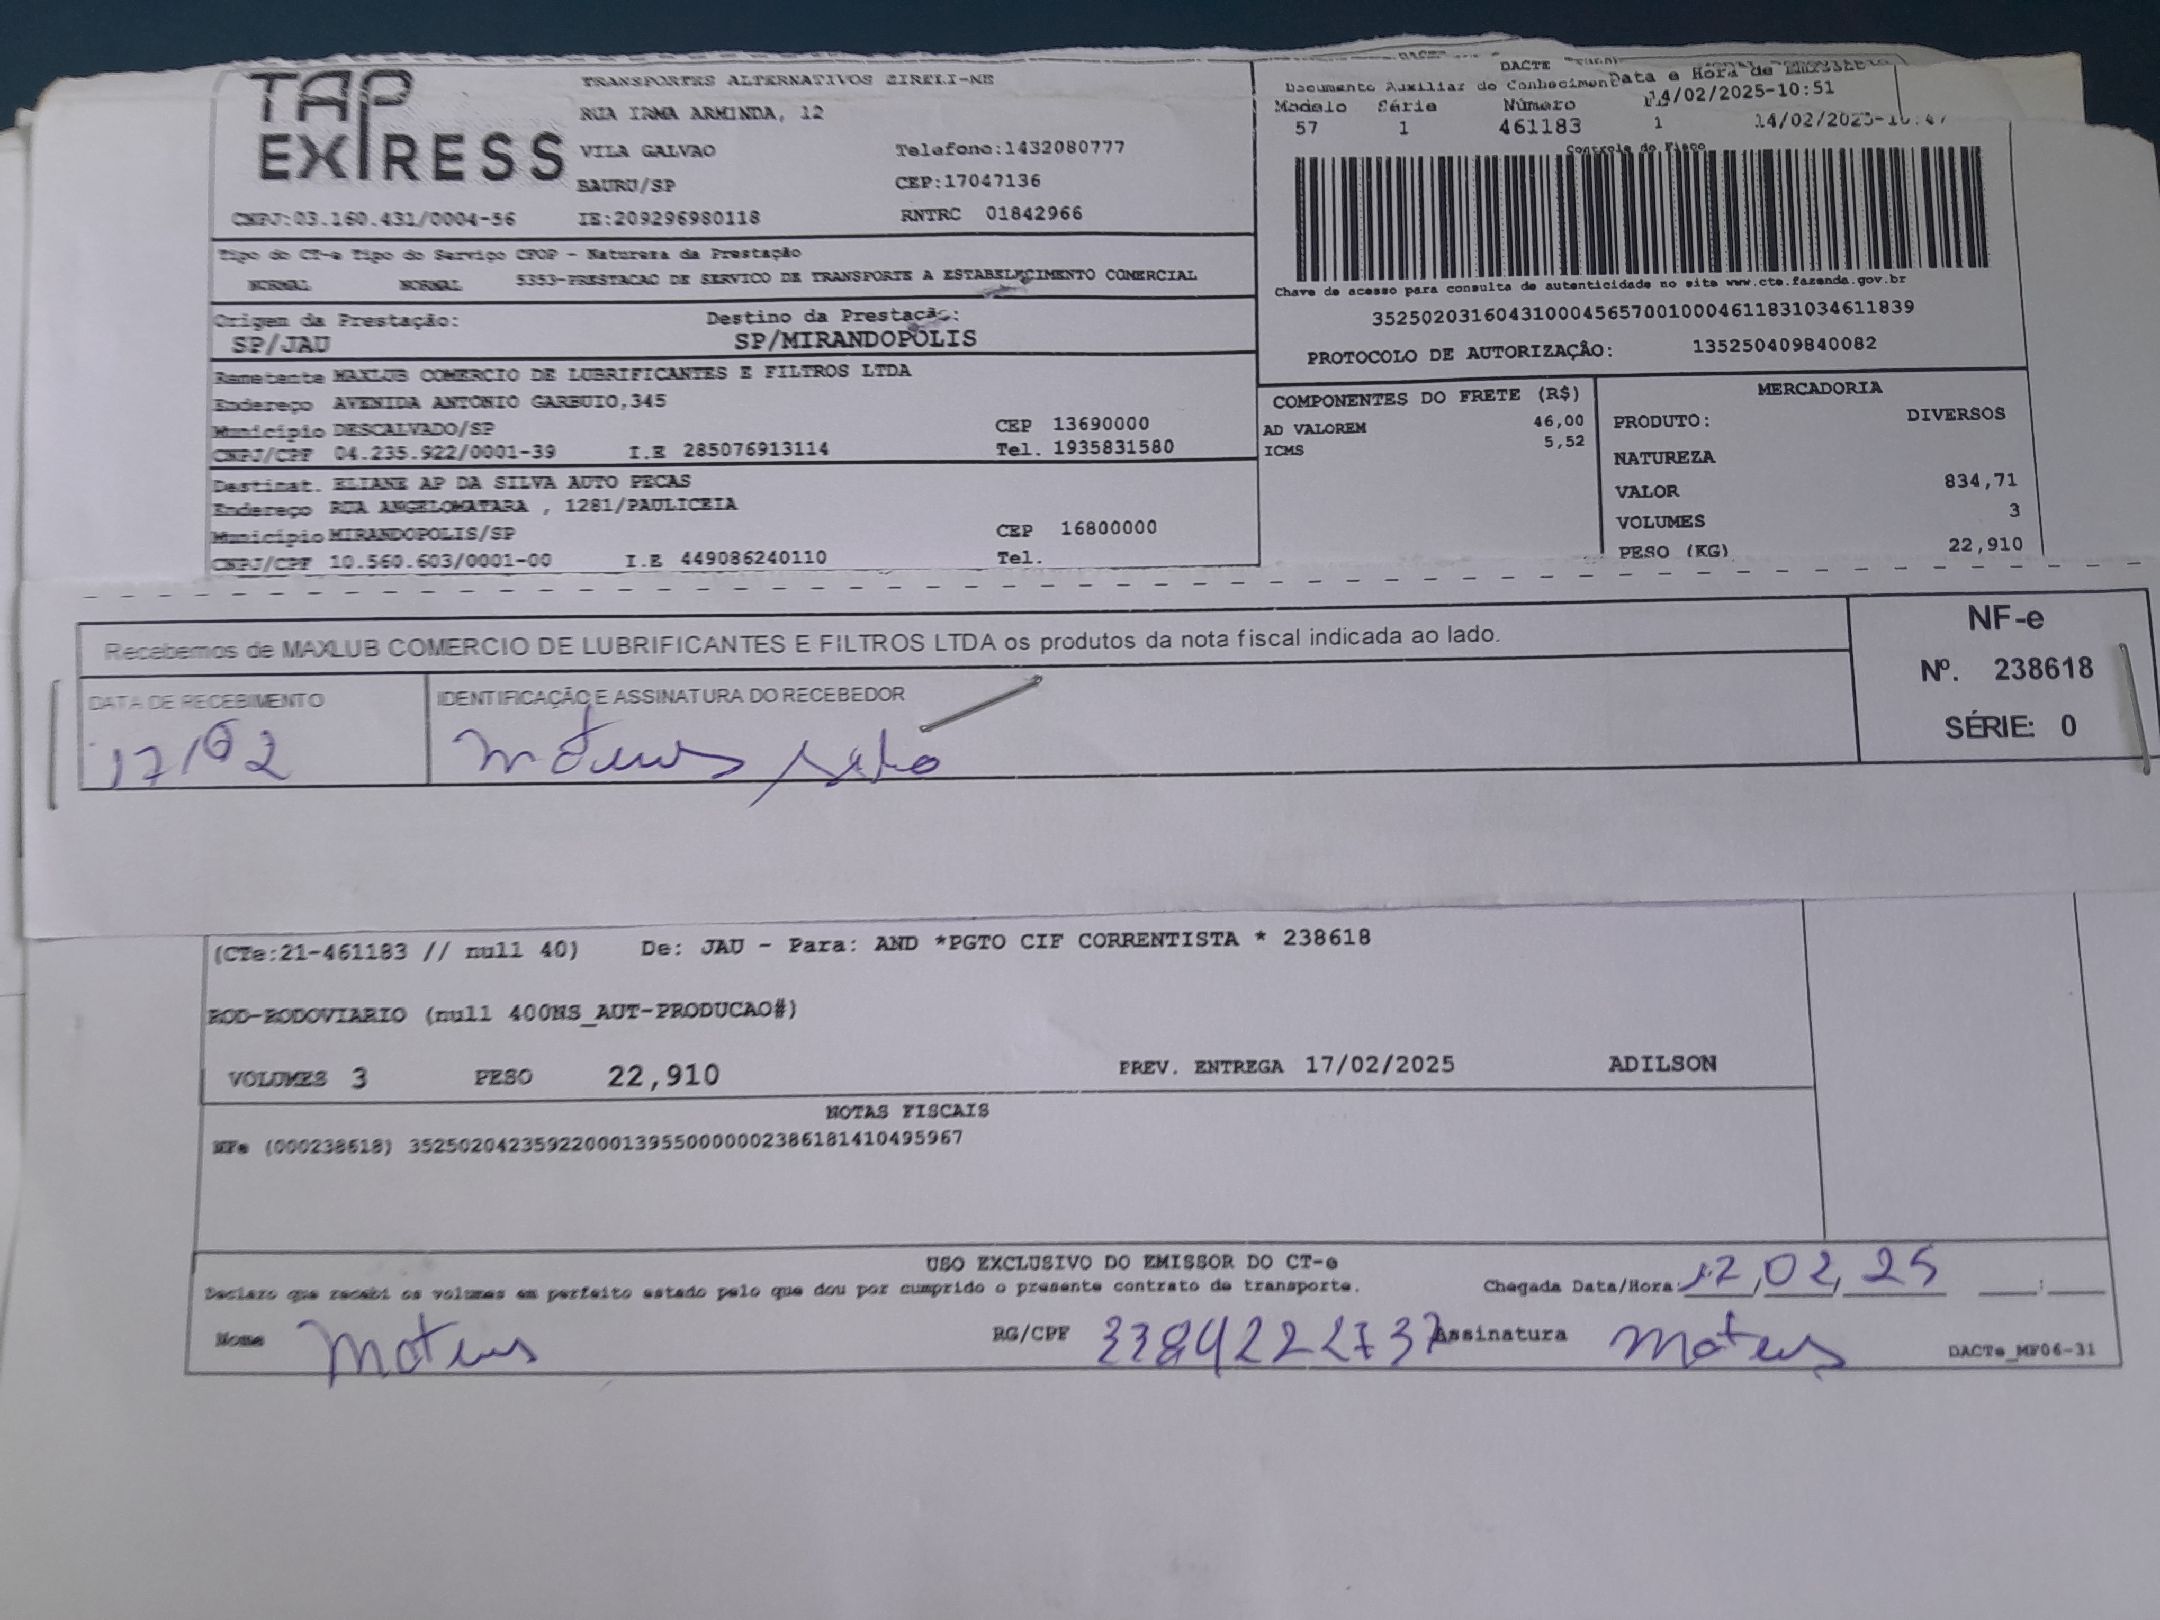 TAP EXPRESS
TRANSPORTES ALTERNATIVOS EIRELI-ME
RUA IRMA ARMINDA, 12
VILA GALVAO Telefone:1432080777
BAURU/SP CEP:17047136
CNPJ:03.160.431/0004-56 IE:209296980118 RNTRC 01842966
DACTE
Documento Auxiliar do Conhecimen Data e Hora de Emissão
Modelo Série Número 14/02/2025-10:51
57 1 461183 1
Controle do Fisco
Chave de acesso para consulta de autenticidade no site www.cte.fazenda.gov.br
35250203160431000456570010004611831034611839
PROTOCOLO DE AUTORIZAÇÃO: 135250409840082
Tipo do CT-e Tipo do Serviço CFOP - Natureza da Prestação
NORMAL NORMAL 5353-PRESTACAO DE SERVICO DE TRANSPORTE A ESTABELECIMENTO COMERCIAL
Origem da Prestação: Destino da Prestação:
SP/JAU SP/MIRANDOPOLIS
Remetente MAXLUB COMERCIO DE LUBRIFICANTES E FILTROS LTDA
Endereço AVENIDA ANTONIO GARBUIO,345
Município DESCALVADO/SP CEP 13690000
CNPJ/CPF 04.235.922/0001-39 I.E 285076913114 Tel. 1935831580
Destinat. ELIANE AP DA SILVA AUTO PECAS
Endereço RUA ANGELOMATARA , 1281/PAULICEIA
Município MIRANDOPOLIS/SP CEP 16800000
CNPJ/CPF 10.560.603/0001-00 I.E 449086240110 Tel.
COMPONENTES DO FRETE (R$)
AD VALOREM 46,00
ICMS 5,52
MERCADORIA
PRODUTO: DIVERSOS
NATUREZA
VALOR 834,71
VOLUMES 3
PESO (KG) 22,910
Recebemos de MAXLUB COMERCIO DE LUBRIFICANTES E FILTROS LTDA os produtos da nota fiscal indicada ao lado.
NF-e
Nº. 238618
SÉRIE: 0
DATA DE RECEBIMENTO IDENTIFICAÇÃO E ASSINATURA DO RECEBEDOR
17/02 Mateus
(CTe:21-461183 // null 40) De: JAU - Para: AND *PGTO CIF CORRENTISTA * 238618
ROD-RODOVIARIO (null 400NS_AUT-PRODUCAO#)
VOLUMES 3 PESO 22,910 PREV. ENTREGA 17/02/2025 ADILSON
NOTAS FISCAIS
NFe (000238618) 35250204235922000139550000002386181410495967
USO EXCLUSIVO DO EMISSOR DO CT-e
Declaro que recebi os volumes em perfeito estado pelo que dou por cumprido o presente contrato de transporte. Chegada Data/Hora: 17,02,25
Nome Mateus RG/CPF Assinatura Mateus DACTe_MF06-31